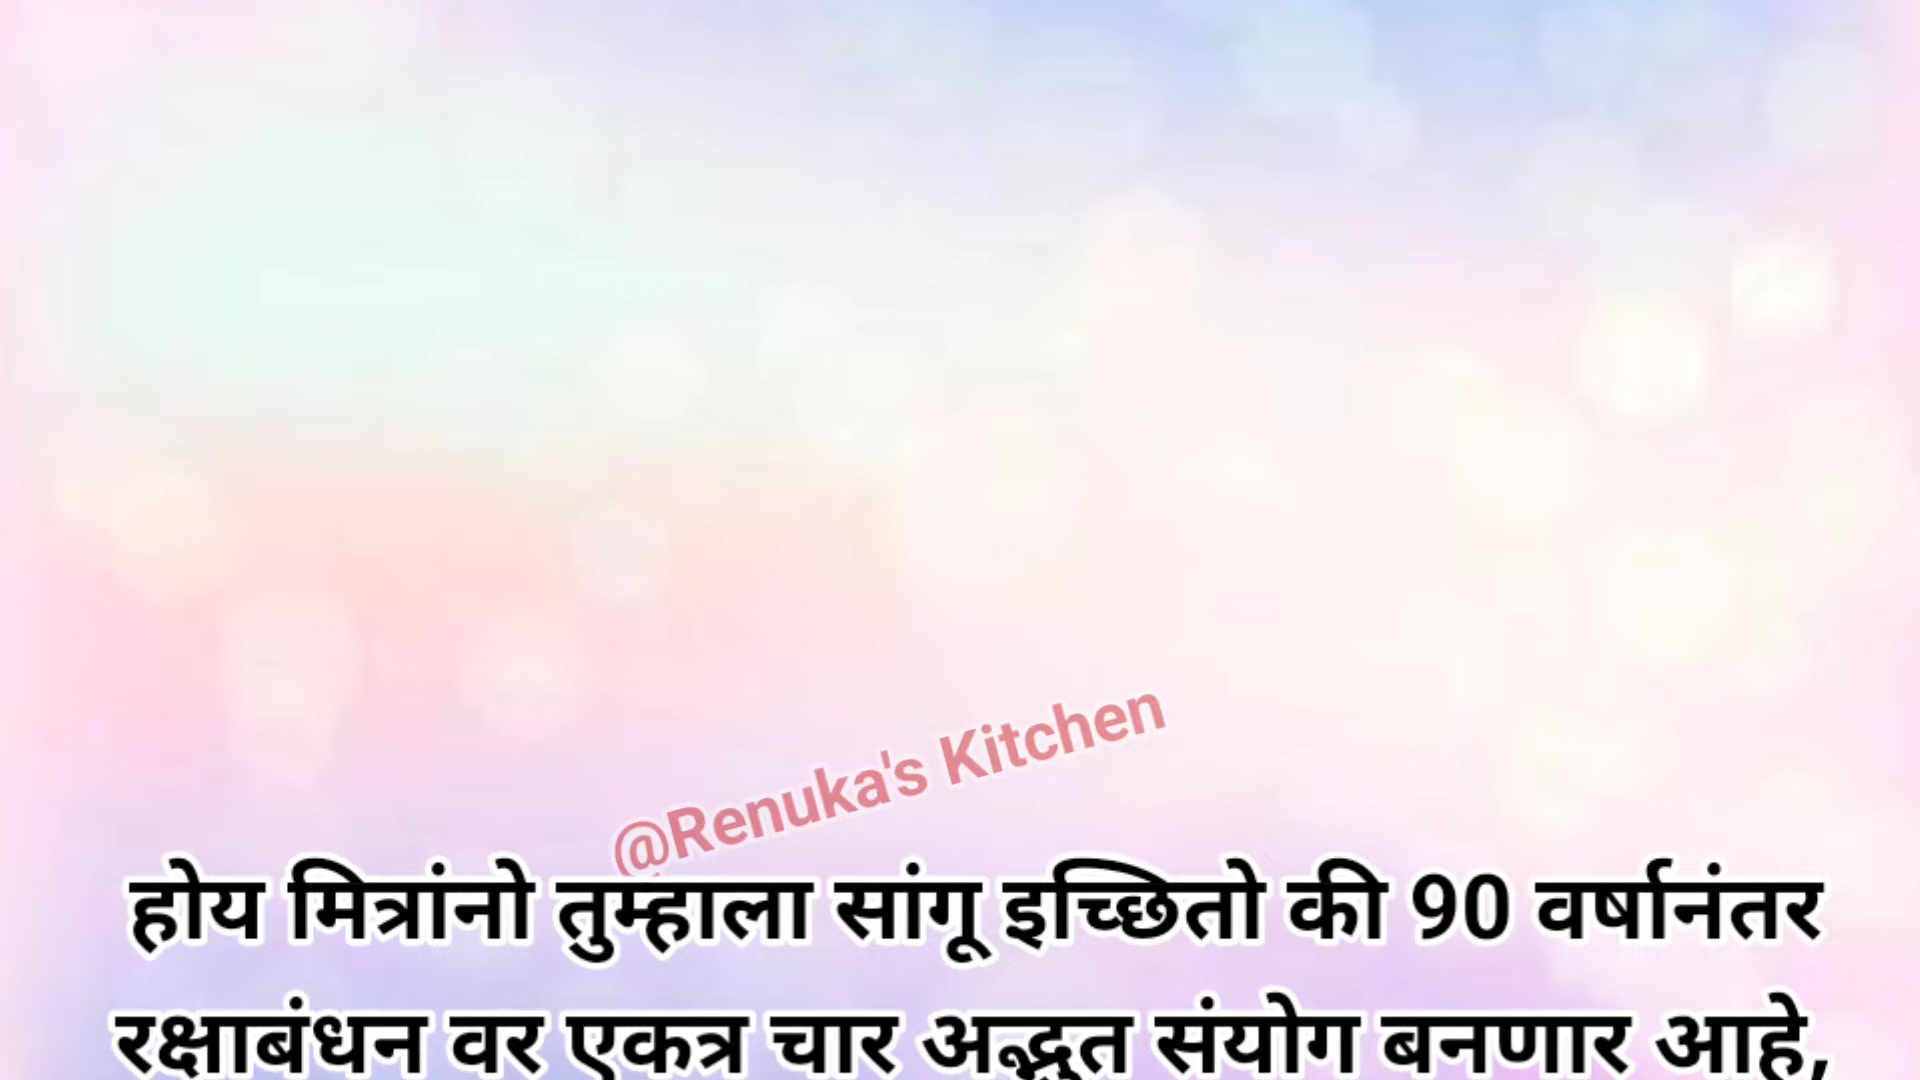 @Renuka's Kitchen
होय मित्रांनो तुम्हाला सांगू इच्छितो की 90 वर्षानंतर
रक्षाबंधन वर एकत्र चार अद्भुत संयोग बनणार आहे,